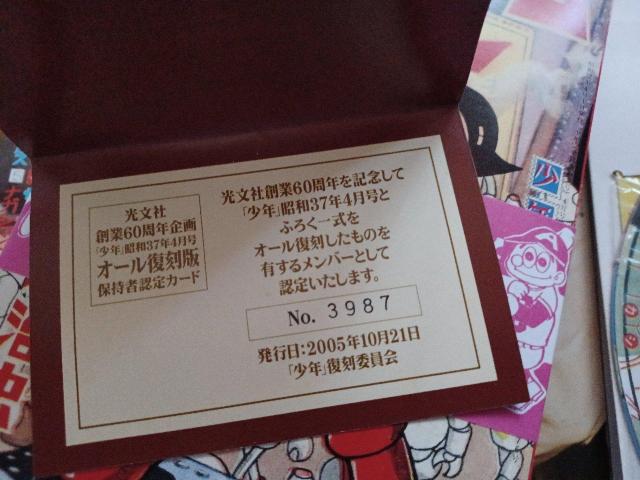 光文社
創業60周年企画
「少年」昭和37年4月号
オール復刻版
保持者認定カード
光文社創業60周年を記念して
「少年」昭和37年4月号と
ふろく一式を
オール復刻したものを
有するメンバーとして
認定いたします。
No. 3987
発行日：2005年10月21日
「少年」復刻委員会
少